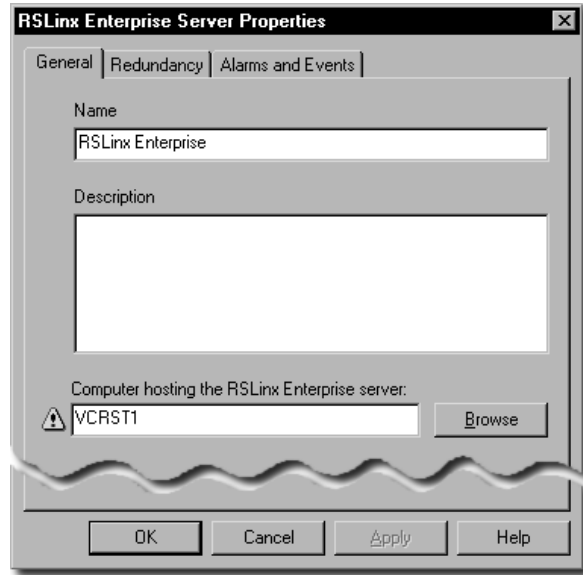 RSLinx Enterprise Server Properties
General Redundancy Alarms and Events
Name
RSLinx Enterprise
Description
Computer hosting the RSLinx Enterprise server:
VCRST1 Browse
OK Cancel Apply Help